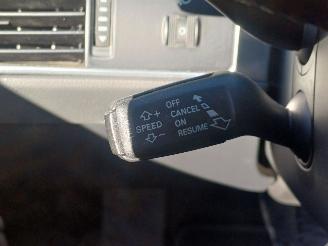 OFF
+ CANCEL
SPEED ON
- RESUME